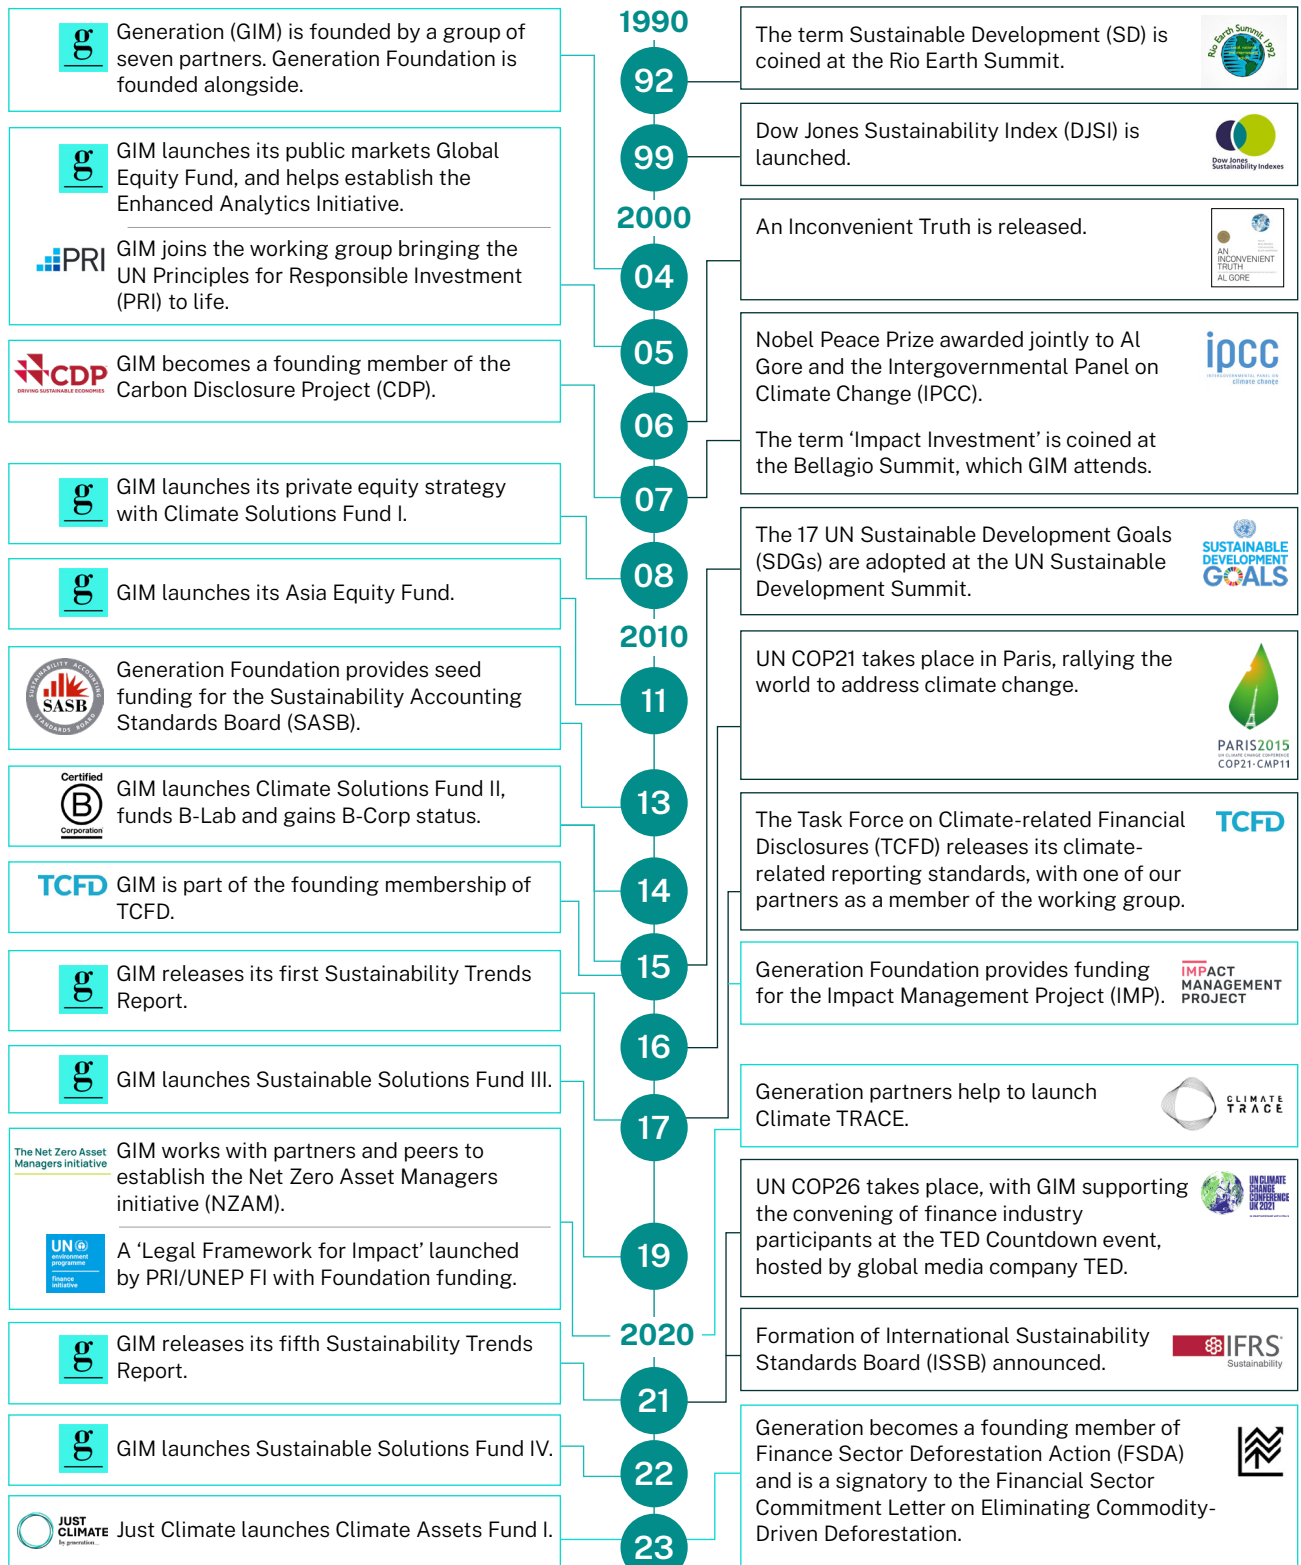 g
Generation (GIM) is founded by a group of
seven partners. Generation Foundation is
founded alongside.
g
GIM launches its public markets Global
Equity Fund, and helps establish the
Enhanced Analytics Initiative.
PRI
GIM joins the working group bringing the
UN Principles for Responsible Investment
(PRI) to life.
CDP
DRIVING SUSTAINABLE ECONOMIES
GIM becomes a founding member of the
Carbon Disclosure Project (CDP).
g
GIM launches its private equity strategy
with Climate Solutions Fund I.
g
GIM launches its Asia Equity Fund.
SUSTAINABILITY ACCOUNTING
SASB
STANDARDS BOARD
Generation Foundation provides seed
funding for the Sustainability Accounting
Standards Board (SASB).
Certified
B
Corporation
GIM launches Climate Solutions Fund II,
funds B-Lab and gains B-Corp status.
TCFD
GIM is part of the founding membership of
TCFD.
g
GIM releases its first Sustainability Trends
Report.
g
GIM launches Sustainable Solutions Fund III.
The Net Zero Asset
Managers initiative
GIM works with partners and peers to
establish the Net Zero Asset Managers
initiative (NZAM).
UN
environment
programme
finance
initiative
A ‘Legal Framework for Impact’ launched
by PRI/UNEP FI with Foundation funding.
g
GIM releases its fifth Sustainability Trends
Report.
g
GIM launches Sustainable Solutions Fund IV.
JUST
CLIMATE
by generation
Just Climate launches Climate Assets Fund I.
1990
92
99
2000
04
05
06
07
08
2010
11
13
14
15
16
17
19
2020
21
22
23
The term Sustainable Development (SD) is
coined at the Rio Earth Summit.
Rio Earth Summit 1992
Dow Jones Sustainability Index (DJSI) is
launched.
Dow Jones
Sustainability Indexes
An Inconvenient Truth is released.
AN
INCONVENIENT
TRUTH
AL GORE
Nobel Peace Prize awarded jointly to Al
Gore and the Intergovernmental Panel on
Climate Change (IPCC).
ipcc
INTERGOVERNMENTAL PANEL ON
climate change
The term ‘Impact Investment’ is coined at
the Bellagio Summit, which GIM attends.
The 17 UN Sustainable Development Goals
(SDGs) are adopted at the UN Sustainable
Development Summit.
SUSTAINABLE
DEVELOPMENT
GOALS
UN COP21 takes place in Paris, rallying the
world to address climate change.
PARIS2015
UN CLIMATE CHANGE CONFERENCE
COP21·CMP11
The Task Force on Climate-related Financial
Disclosures (TCFD) releases its climate-
related reporting standards, with one of our
partners as a member of the working group.
TCFD
Generation Foundation provides funding
for the Impact Management Project (IMP).
IMPACT
MANAGEMENT
PROJECT
Generation partners help to launch
Climate TRACE.
CLIMATE
TRACE
UN COP26 takes place, with GIM supporting
the convening of finance industry
participants at the TED Countdown event,
hosted by global media company TED.
UN CLIMATE
CHANGE
CONFERENCE
UK 2021
Formation of International Sustainability
Standards Board (ISSB) announced.
IFRS
Sustainability
Generation becomes a founding member of
Finance Sector Deforestation Action (FSDA)
and is a signatory to the Financial Sector
Commitment Letter on Eliminating Commodity-
Driven Deforestation.